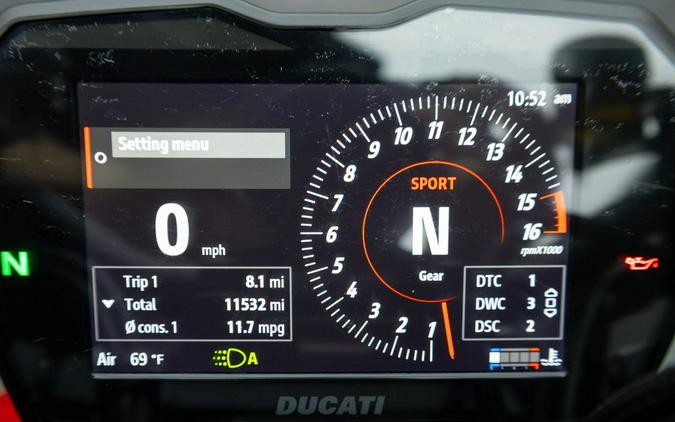 10:52 am
Setting menu
0 mph
Trip 1 8.1 mi
Total 11532 mi
Ø cons. 1 11.7 mpg
Air 69 °F
A
N
SPORT
N
Gear
1
2
3
4
5
6
7
8
9
10
11
12
13
14
15
16
rpmX1000
DTC 1
DWC 3
DSC 2
DUCATI